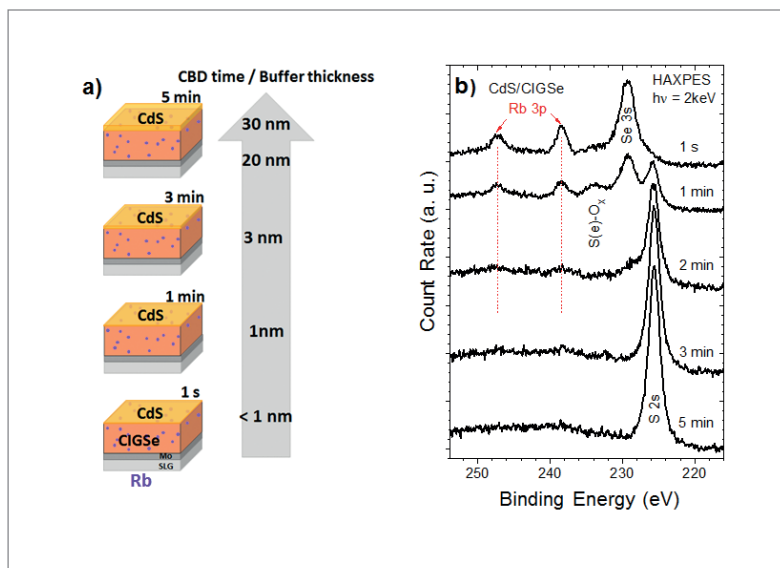 a)
CBD time / Buffer thickness
5 min
CdS
30 nm
20 nm
3 min
CdS
3 nm
1 min
CdS
1nm
1 s
CdS
< 1 nm
CIGSe
Mo
SLG
Rb
b)
CdS/CIGSe
Rb 3p
HAXPES
hν = 2keV
Se 3s
1 s
1 min
S(e)-Oₓ
2 min
3 min
S 2s
5 min
Count Rate (a. u.)
250 240 230 220
Binding Energy (eV)